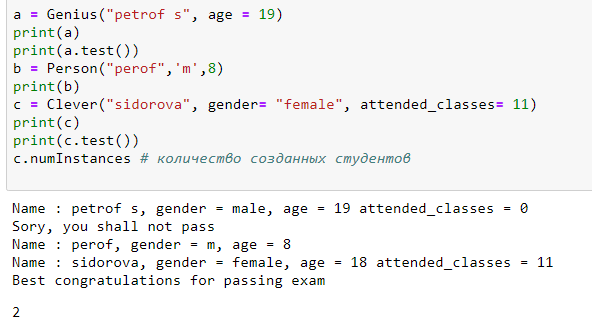 a = Genius("petrof s", age = 19)
print(a)
print(a.test())
b = Person("perof",'m',8)
print(b)
c = Clever("sidorova", gender= "female", attended_classes= 11)
print(c)
print(c.test())
c.numInstances # количество созданных студентов
Name : petrof s, gender = male, age = 19 attended_classes = 0
Sory, you shall not pass
Name : perof, gender = m, age = 8
Name : sidorova, gender = female, age = 18 attended_classes = 11
Best congratulations for passing exam
2